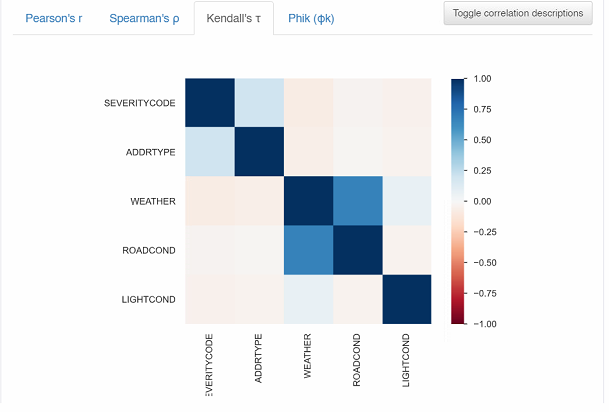 Pearson's r Spearman's ρ Kendall's τ Phik (φk) Toggle correlation descriptions
SEVERITYCODE
ADDRTYPE
WEATHER
ROADCOND
LIGHTCOND
1.00
0.75
0.50
0.25
0.00
−0.25
−0.50
−0.75
−1.00
EVERITYCODE
ADDRTYPE
WEATHER
ROADCOND
LIGHTCOND